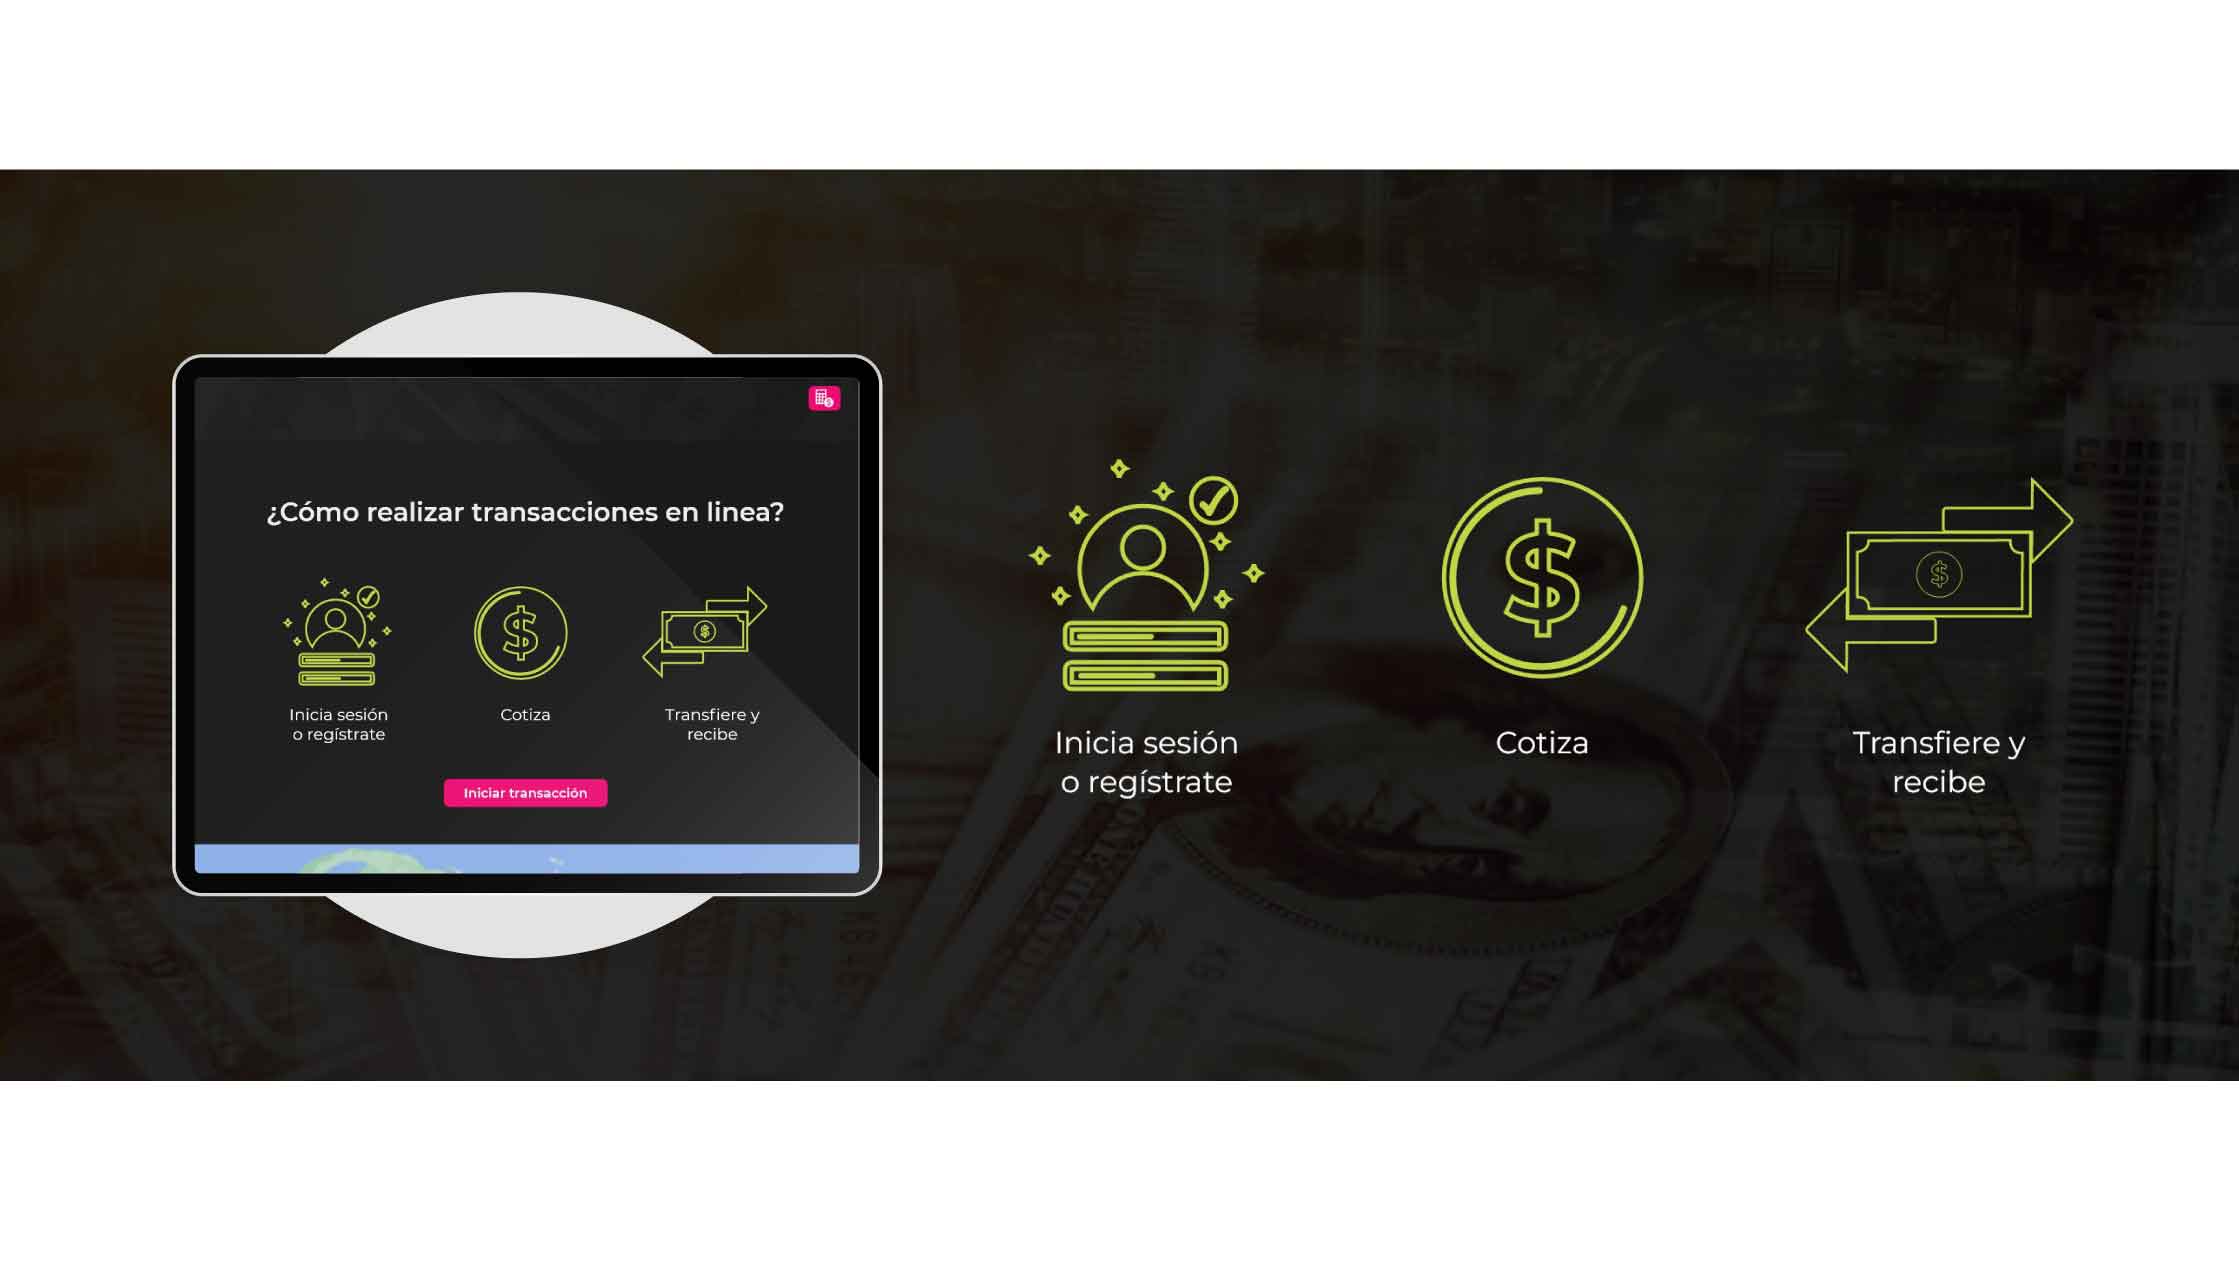 ¿Cómo realizar transacciones en linea?
Inicia sesión
o regístrate
Cotiza
Transfiere y
recibe
Iniciar transacción
Inicia sesión
o regístrate
Cotiza
Transfiere y
recibe